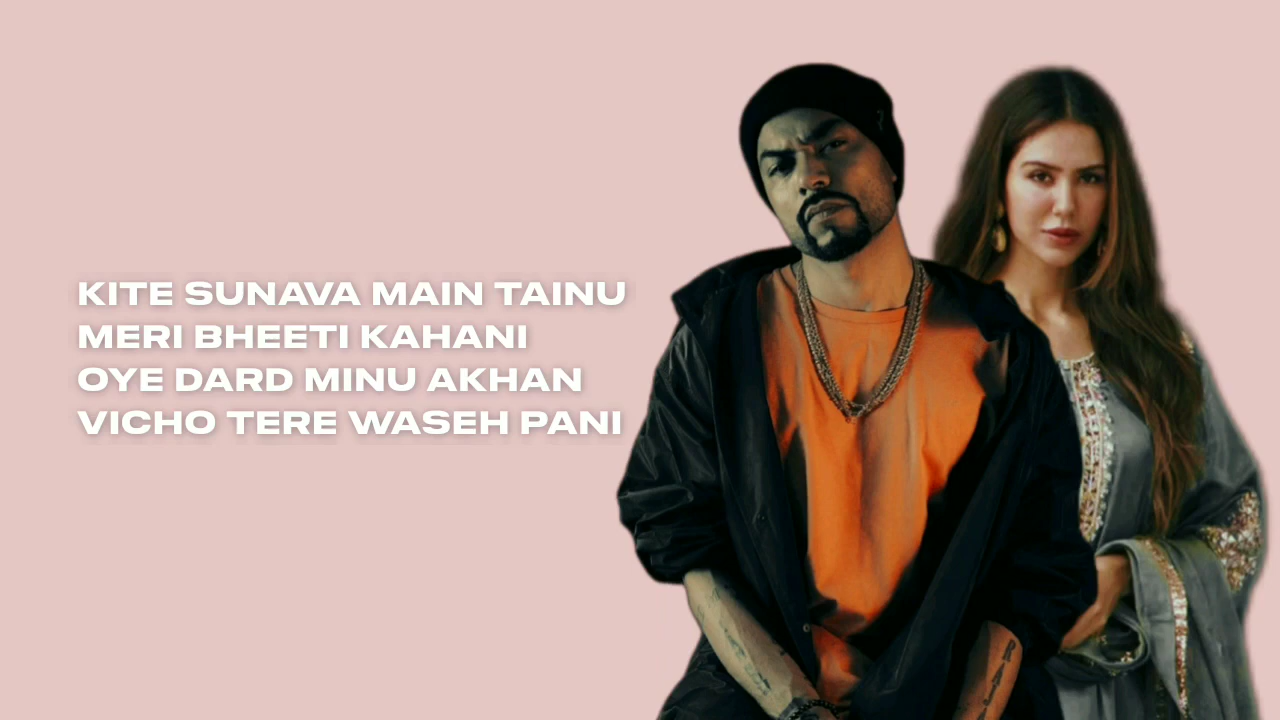 KITE SUNAVA MAIN TAINU
MERI BHEETI KAHANI
OYE DARD MINU AKHAN
VICHO TERE WASEH PANI